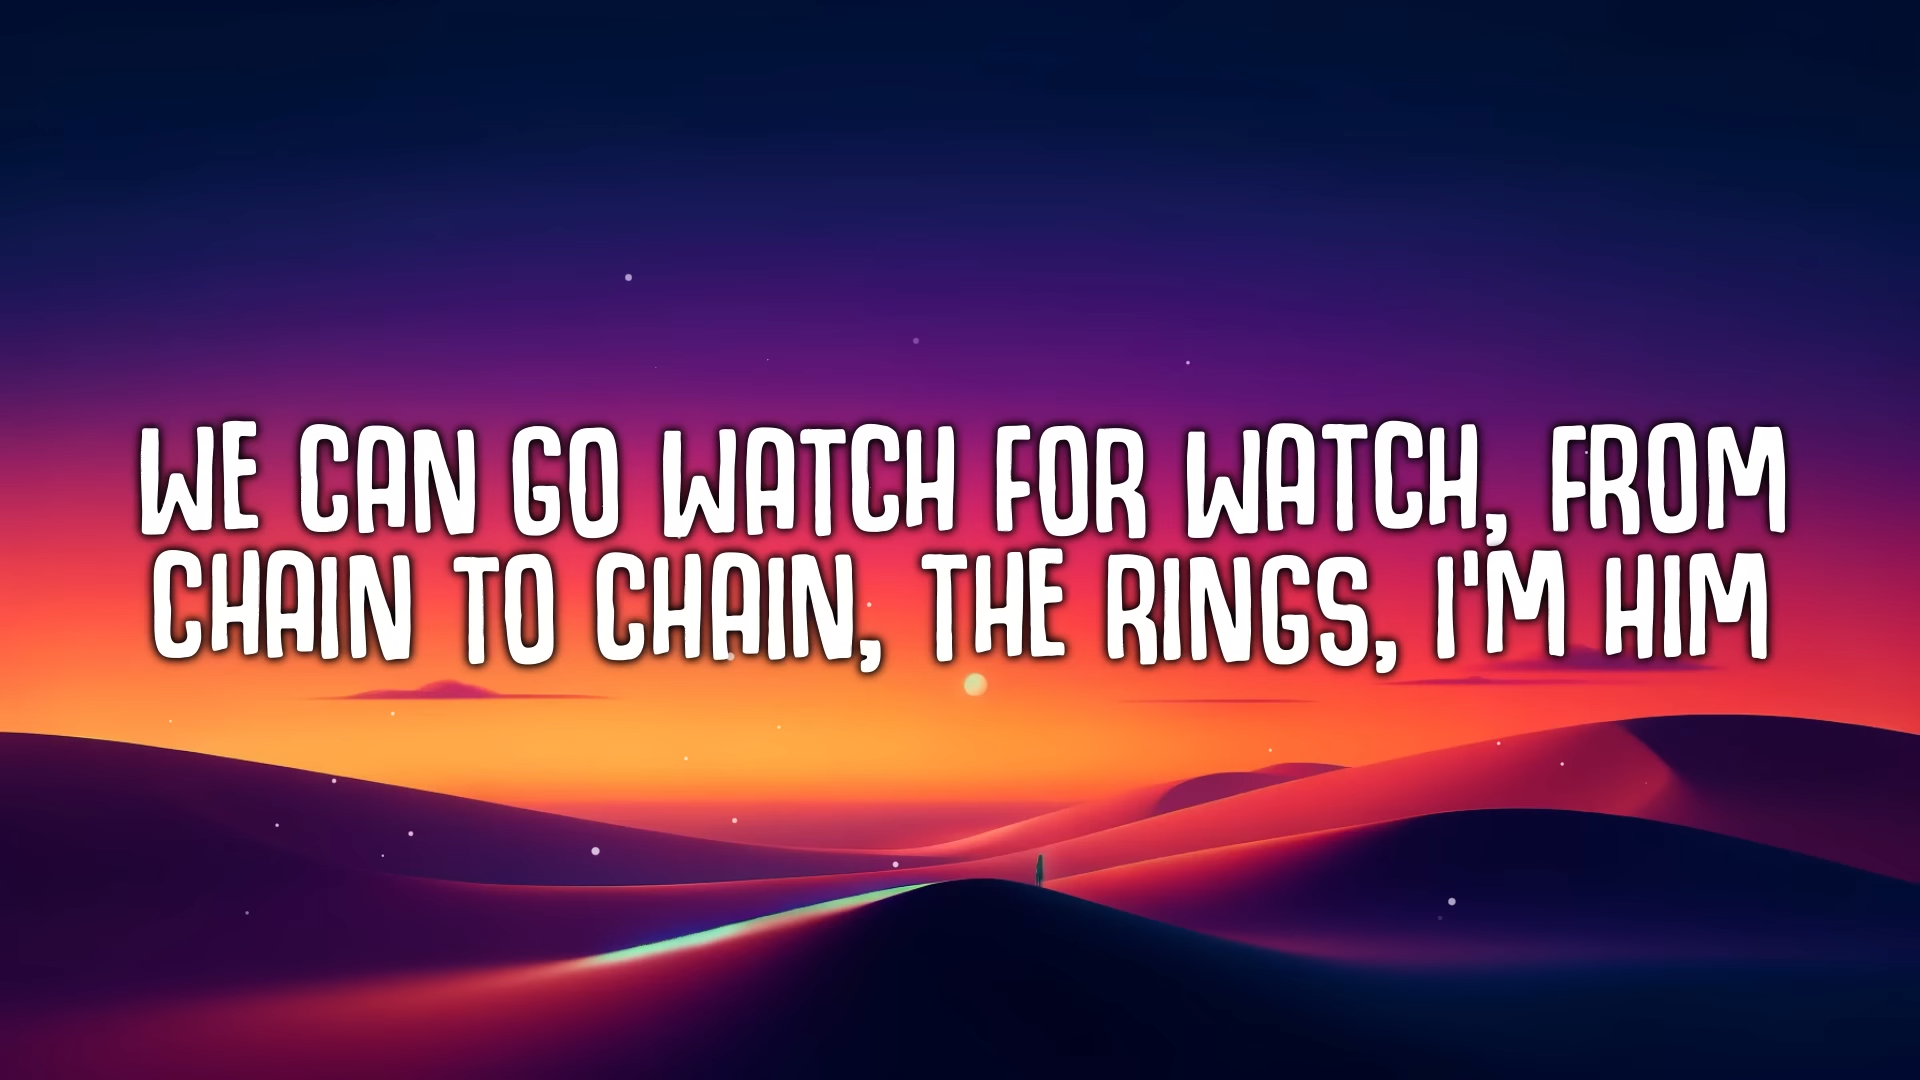 WE CAN GO WATCH FOR WATCH, FROM
CHAIN TO CHAIN, THE RINGS, I'M HIM